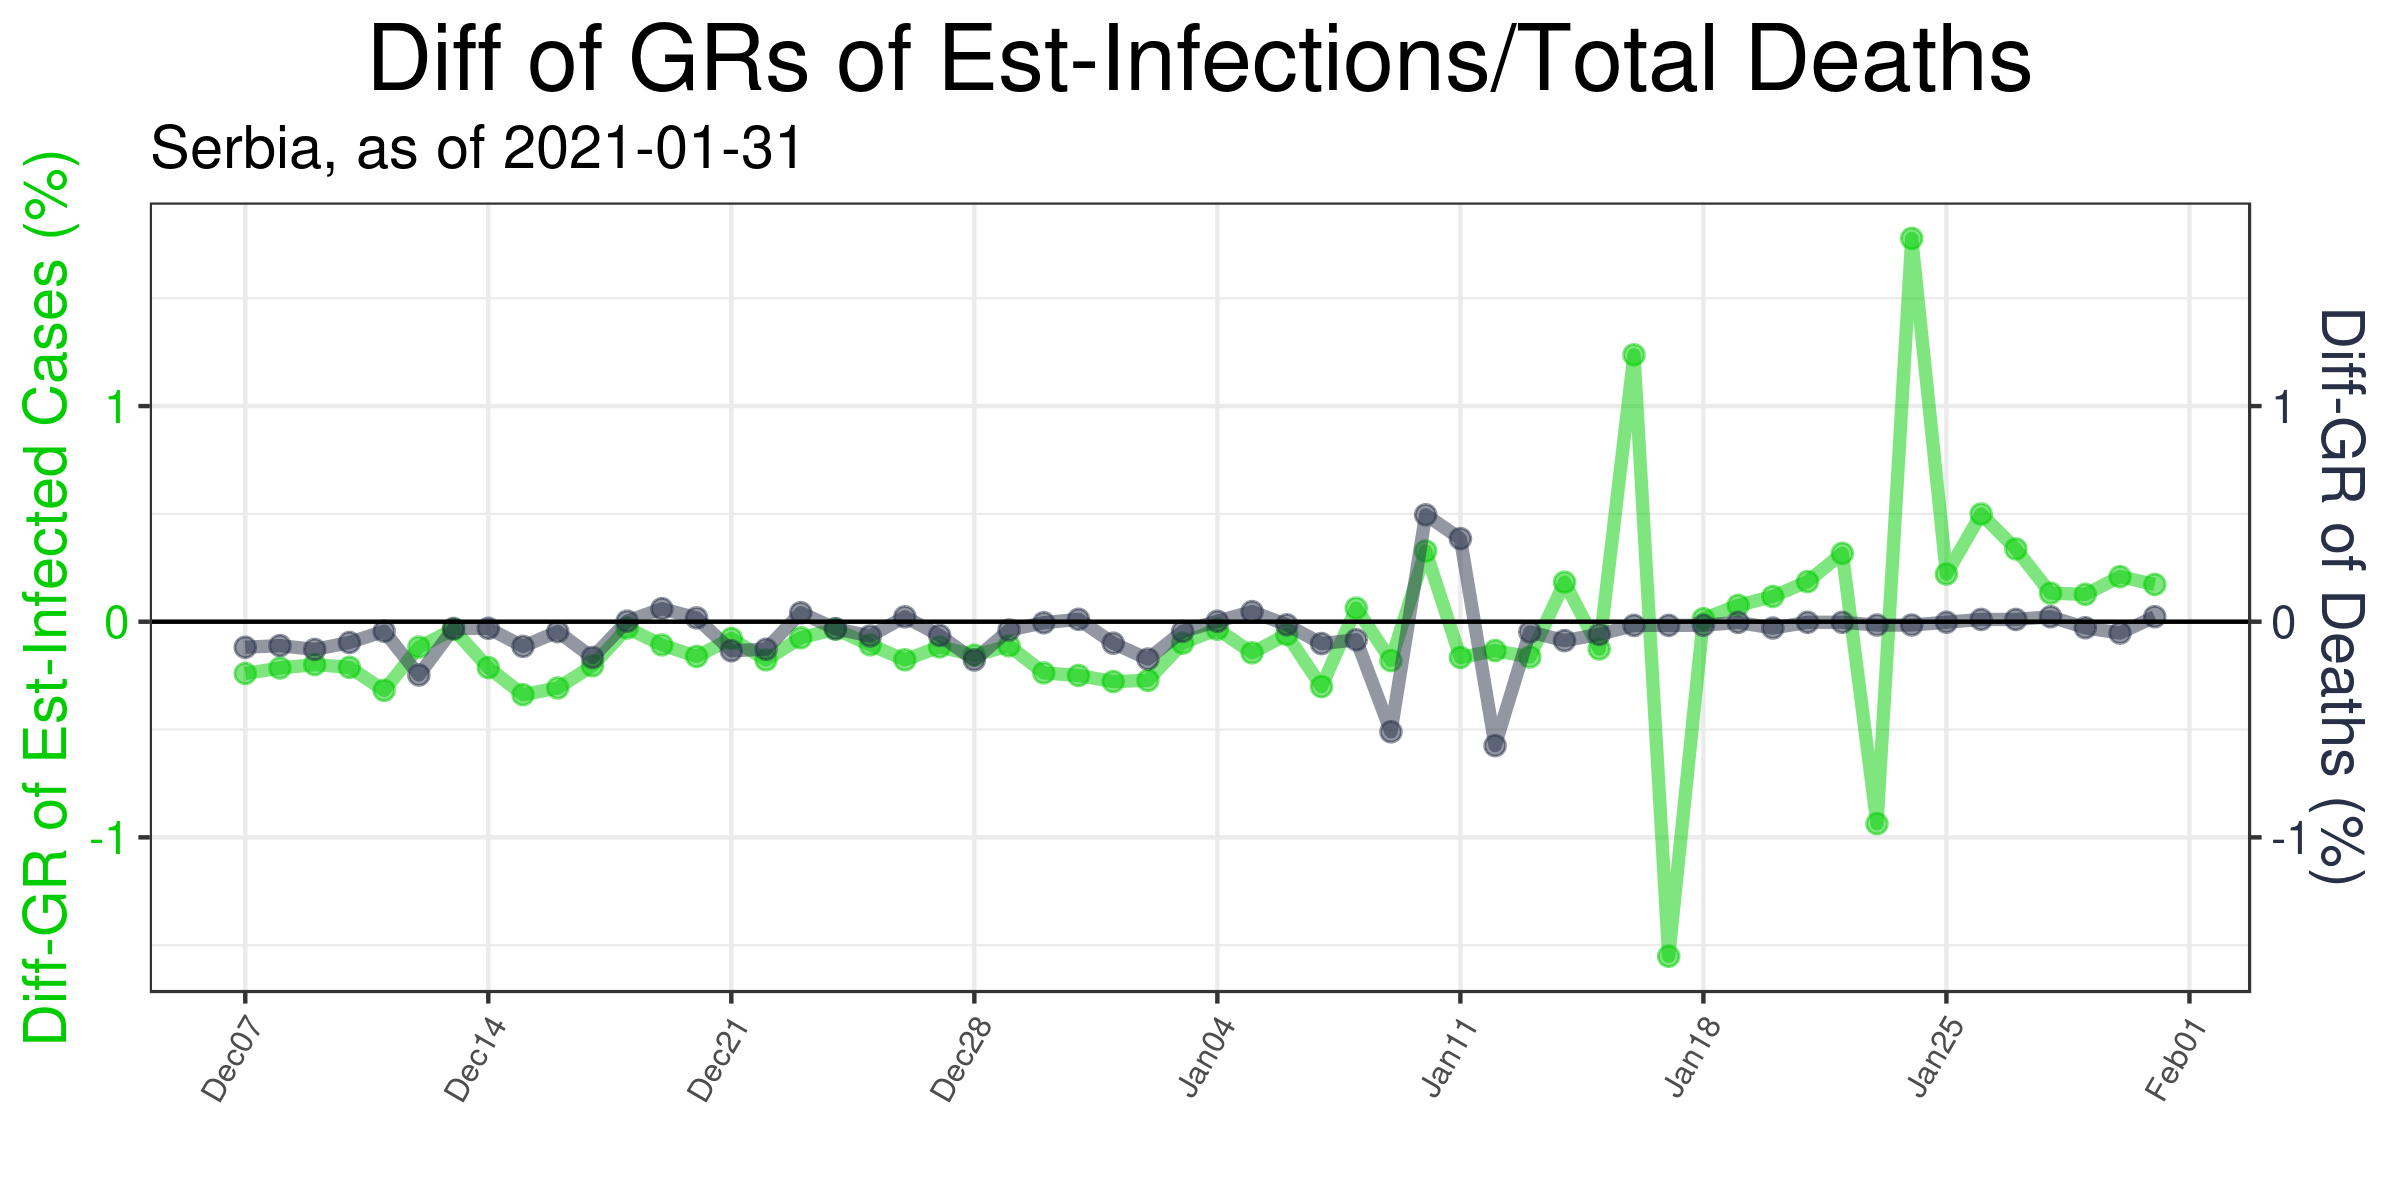 Diff of GRs of Est-Infections/Total Deaths
Serbia, as of 2021-01-31
Diff-GR of Est-Infected Cases (%)
1
0
-1
1
0
-1
Diff-GR of Deaths (%)
Dec07
Dec14
Dec21
Dec28
Jan04
Jan11
Jan18
Jan25
Feb01